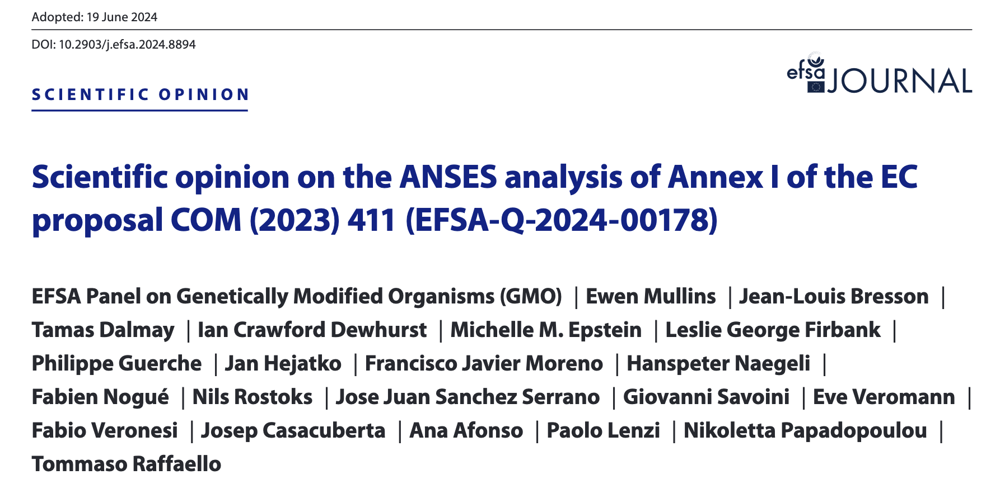 Adopted: 19 June 2024
DOI: 10.2903/j.efsa.2024.8894
efsa JOURNAL
SCIENTIFIC OPINION
Scientific opinion on the ANSES analysis of Annex I of the EC
proposal COM (2023) 411 (EFSA-Q-2024-00178)
EFSA Panel on Genetically Modified Organisms (GMO) | Ewen Mullins | Jean-Louis Bresson |
Tamas Dalmay | Ian Crawford Dewhurst | Michelle M. Epstein | Leslie George Firbank |
Philippe Guerche | Jan Hejatko | Francisco Javier Moreno | Hanspeter Naegeli |
Fabien Nogué | Nils Rostoks | Jose Juan Sanchez Serrano | Giovanni Savoini | Eve Veromann |
Fabio Veronesi | Josep Casacuberta | Ana Afonso | Paolo Lenzi | Nikoletta Papadopoulou |
Tommaso Raffaello